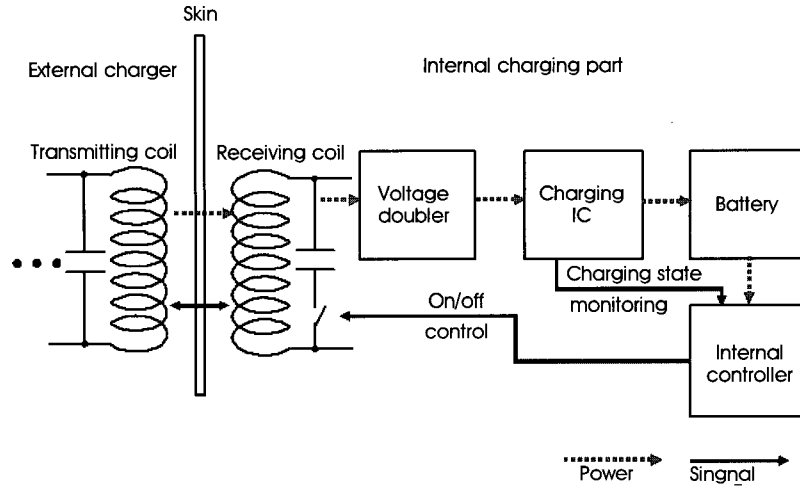 Skin
External charger
Internal charging part
Transmitting coil
Receiving coil
Voltage
doubler
Charging
IC
Battery
Charging state
monitoring
On/off
control
Internal
controller
Power
Singnal